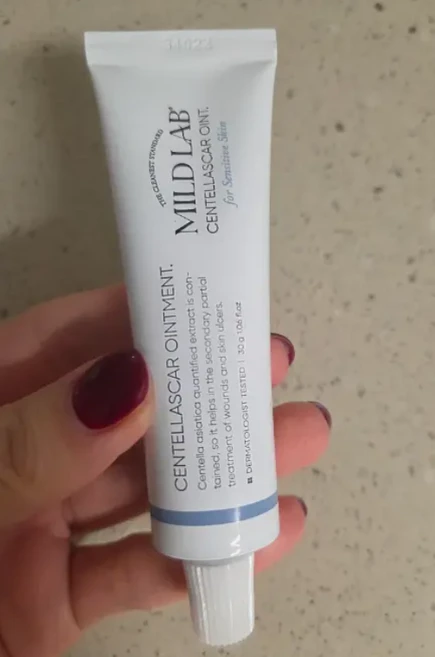 THE CLEANEST STANDARD
MILD LAB
CENTELLASCAR OINT.
for Sensitive Skin
CENTELLASCAR OINTMENT.
Centella asiatica quantified extract is con-
tained, so it helps in the secondary partial
treatment of wounds and skin ulcers.
DERMATOLOGIST TESTED | 30 g 1.06 fl.oz